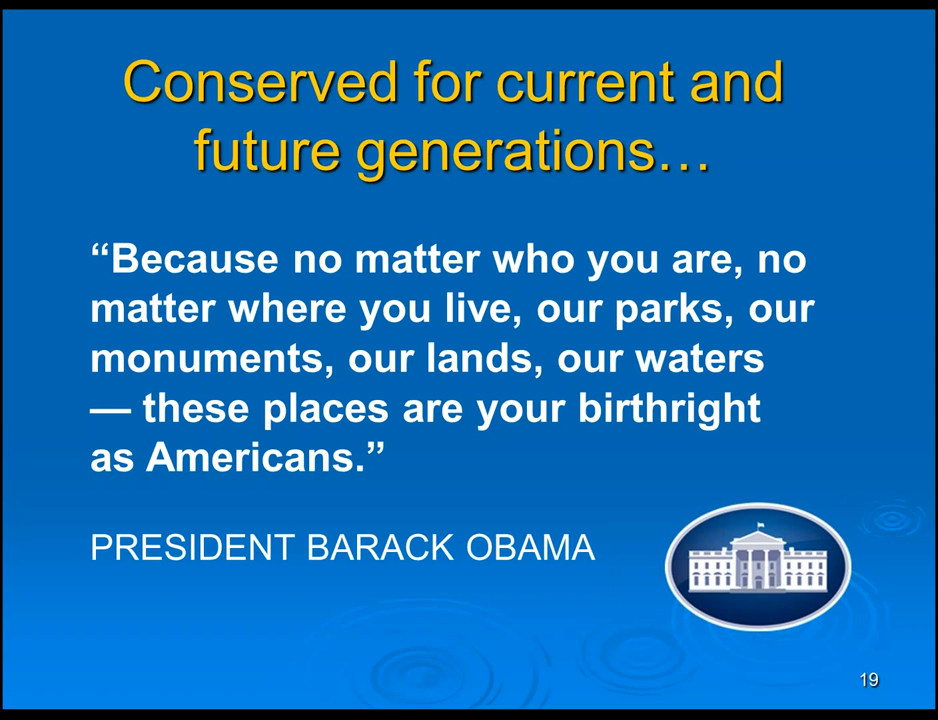 Conserved for current and
future generations…
“Because no matter who you are, no
matter where you live, our parks, our
monuments, our lands, our waters
— these places are your birthright
as Americans.”
PRESIDENT BARACK OBAMA
19